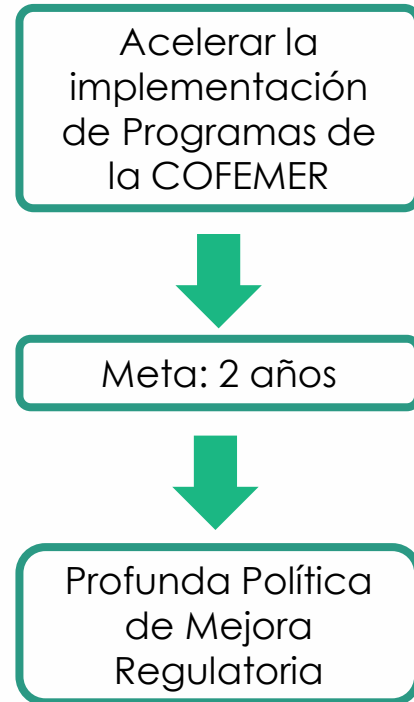 Acelerar la
implementación
de Programas de
la COFEMER
Meta: 2 años
Profunda Política
de Mejora
Regulatoria